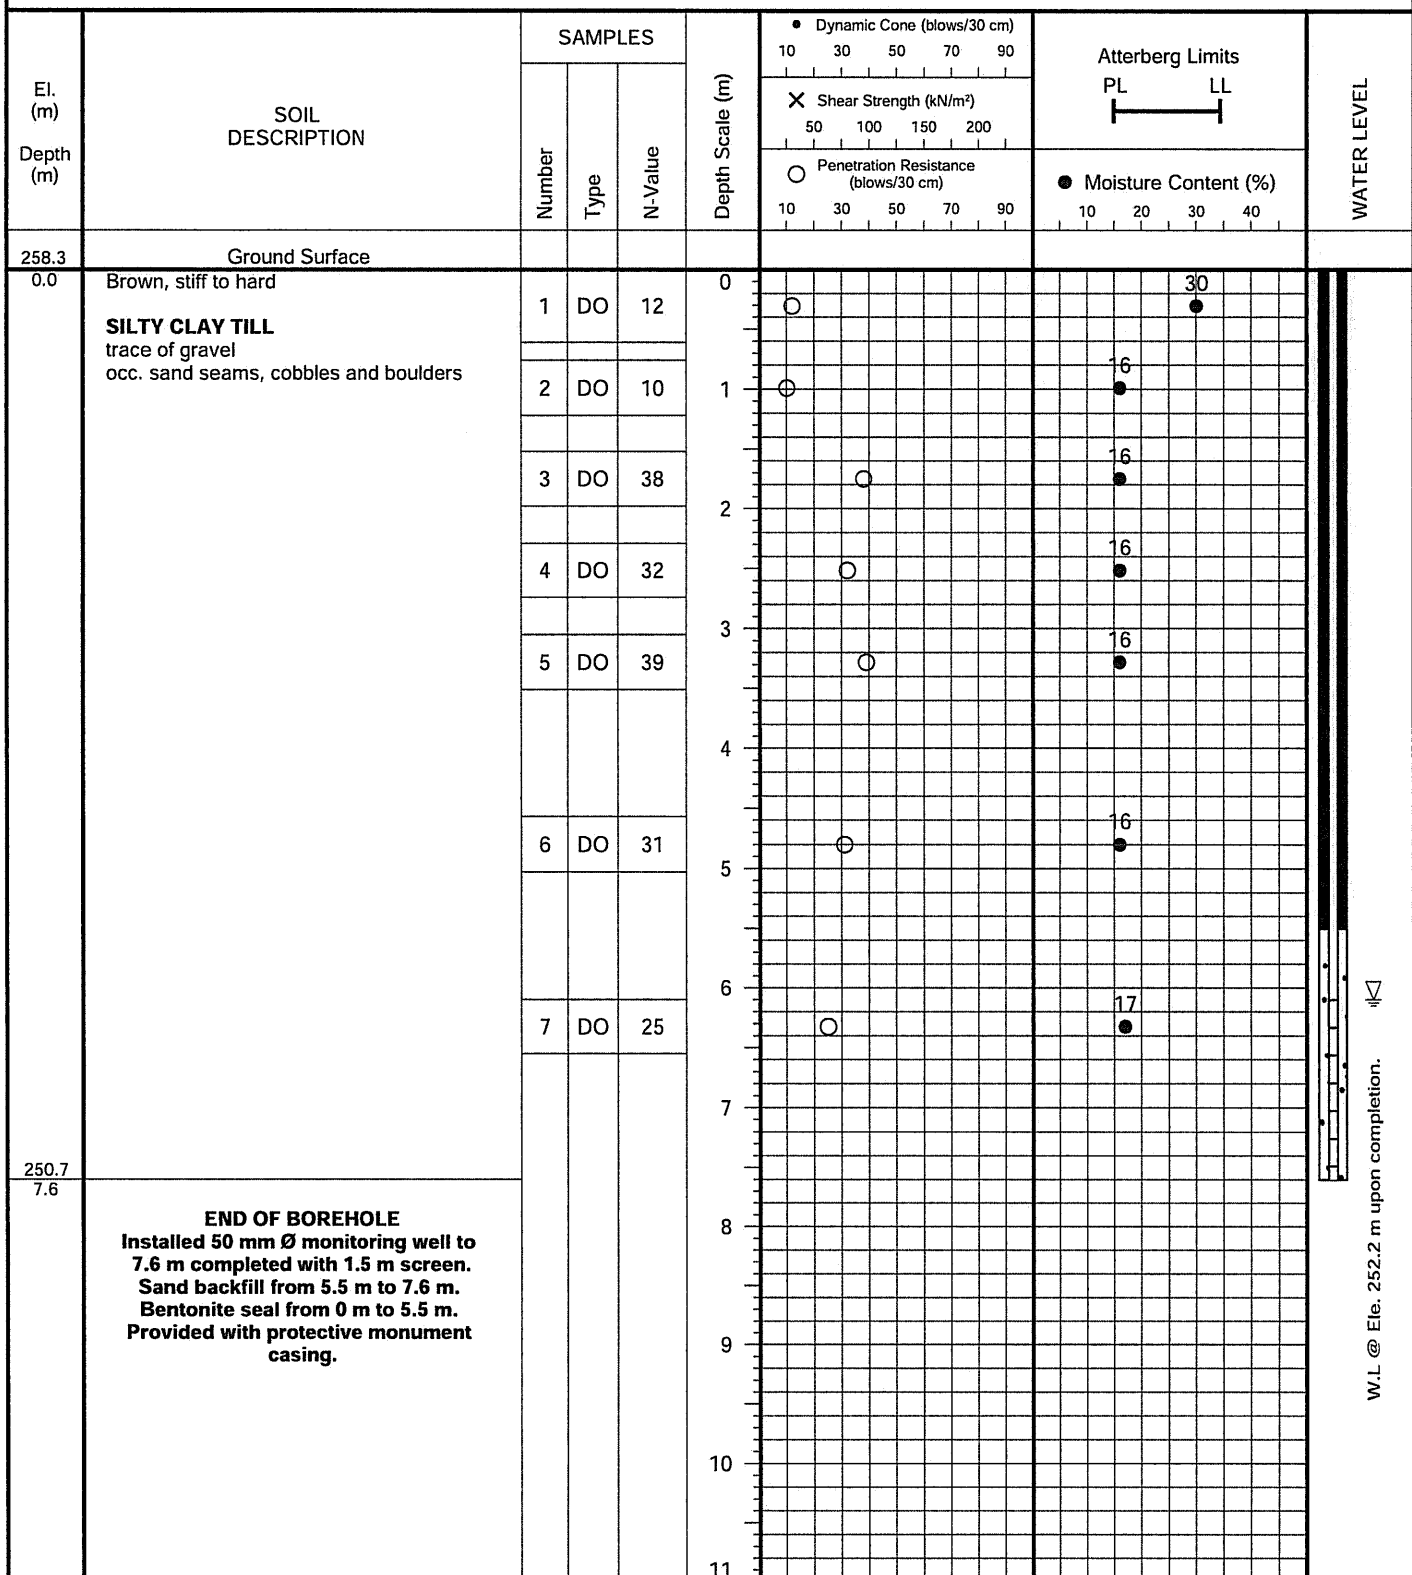 SAMPLES
El.
(m)
Depth
(m)
SOIL
DESCRIPTION
Number
Type
N-Value
Depth Scale (m)
• Dynamic Cone (blows/30 cm)
10 30 50 70 90
X Shear Strength (kN/m²)
50 100 150 200
O Penetration Resistance
(blows/30 cm)
10 30 50 70 90
Atterberg Limits
PL LL
● Moisture Content (%)
10 20 30 40
WATER LEVEL
258.3 Ground Surface
0.0 Brown, stiff to hard
0
30
1 DO 12
SILTY CLAY TILL
trace of gravel
occ. sand seams, cobbles and boulders
16
2 DO 10
1
16
3 DO 38
2
16
4 DO 32
3
16
5 DO 39
4
16
6 DO 31
5
6
17
7 DO 25
7
250.7
7.6
8
END OF BOREHOLE
Installed 50 mm Ø monitoring well to
7.6 m completed with 1.5 m screen.
Sand backfill from 5.5 m to 7.6 m.
Bentonite seal from 0 m to 5.5 m.
Provided with protective monument
casing.
9
10
11
W.L @ Ele. 252.2 m upon completion.